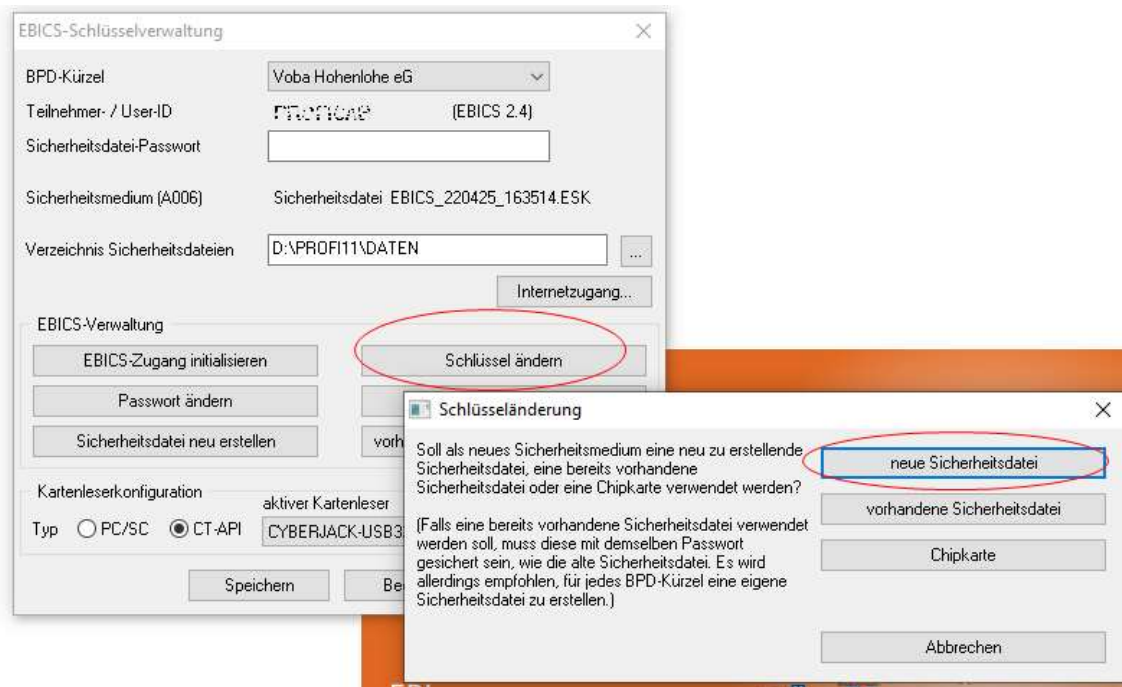 EBICS-Schlüsselverwaltung
BPD-Kürzel
Voba Hohenlohe eG
Teilnehmer- / User-ID
(EBICS 2.4)
Sicherheitsdatei-Passwort
Sicherheitsmedium (A006)
Sicherheitsdatei EBICS_220425_163514.ESK
Verzeichnis Sicherheitsdateien
D:\PROFI11\DATEN
...
Internetzugang...
EBICS-Verwaltung
EBICS-Zugang initialisieren
Schlüssel ändern
Passwort ändern
Sicherheitsdatei neu erstellen
Kartenleserkonfiguration
aktiver Kartenleser
Typ
PC/SC
CT-API
Speichern
Schlüsseländerung
Soll als neues Sicherheitsmedium eine neu zu erstellende
Sicherheitsdatei, eine bereits vorhandene
Sicherheitsdatei oder eine Chipkarte verwendet werden?
(Falls eine bereits vorhandene Sicherheitsdatei verwendet
werden soll, muss diese mit demselben Passwort
gesichert sein, wie die alte Sicherheitsdatei. Es wird
allerdings empfohlen, für jedes BPD-Kürzel eine eigene
Sicherheitsdatei zu erstellen.)
neue Sicherheitsdatei
vorhandene Sicherheitsdatei
Chipkarte
Abbrechen